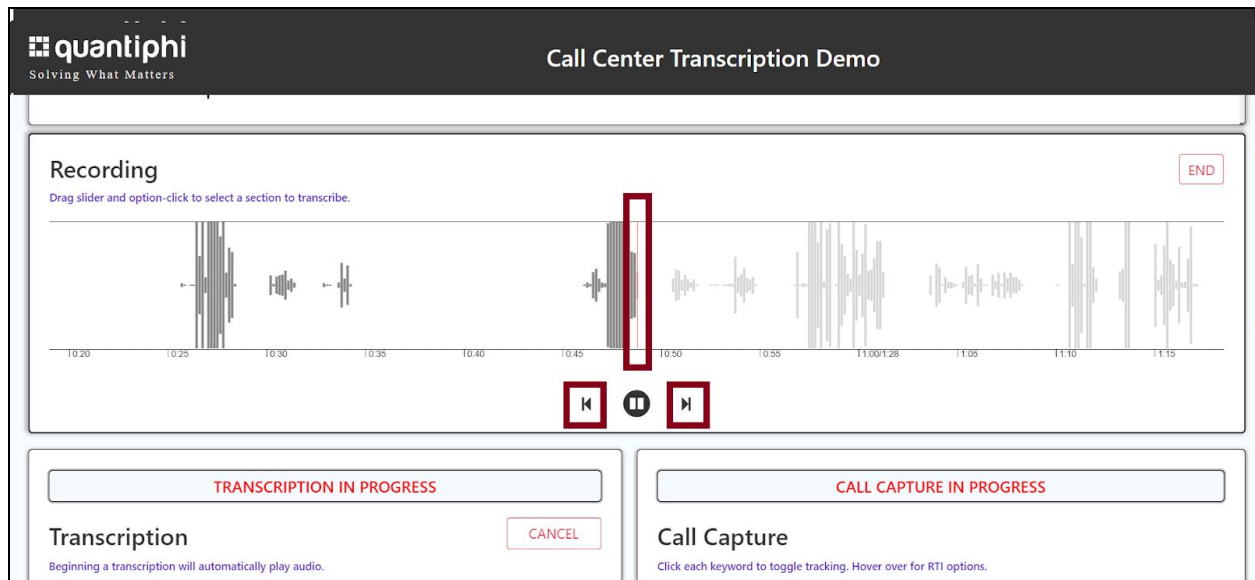 quantiphi
Solving What Matters
Call Center Transcription Demo
Recording
END
Drag slider and option-click to select a section to transcribe.
0:20 0:25 0:30 0:35 0:40 0:45 0:50 0:55 1:00/1:28 1:05 1:10 1:15
TRANSCRIPTION IN PROGRESS
Transcription
CANCEL
Beginning a transcription will automatically play audio.
CALL CAPTURE IN PROGRESS
Call Capture
Click each keyword to toggle tracking. Hover over for RTI options.